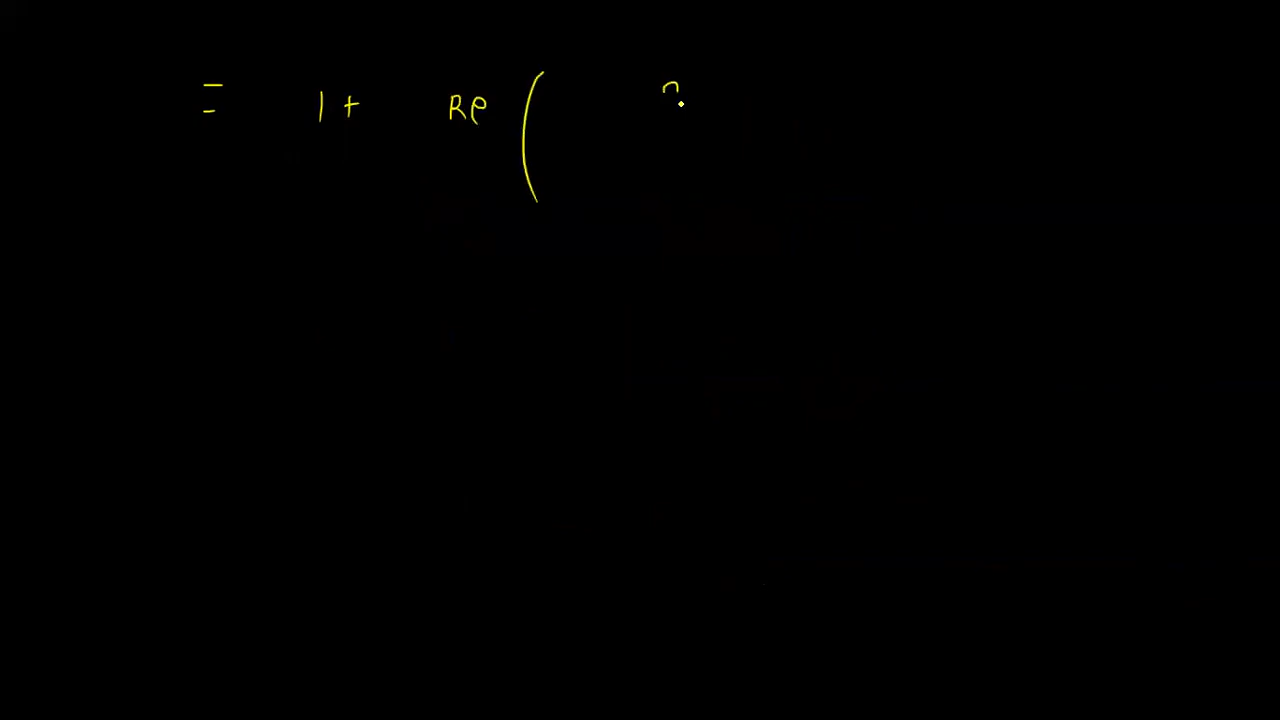 = 1 + Re (